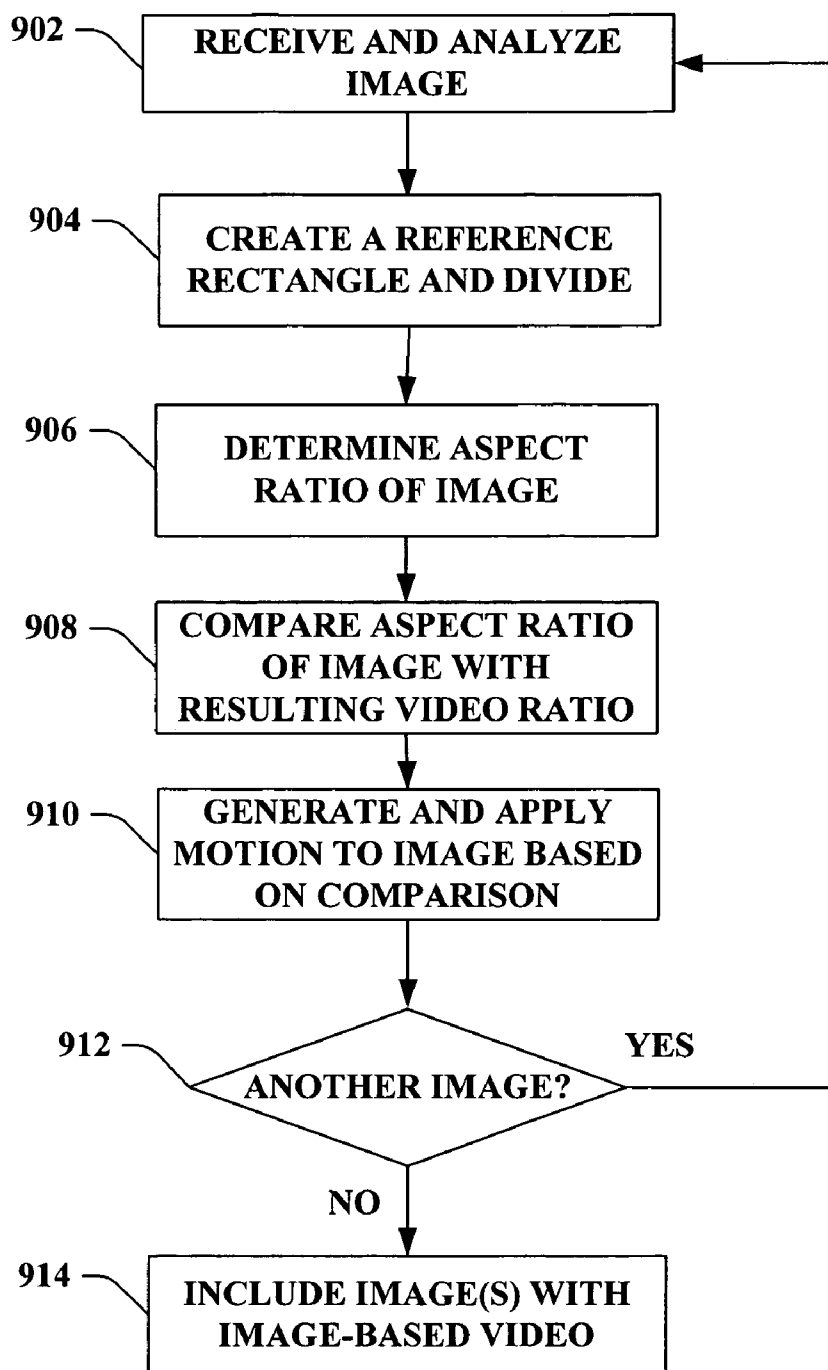 902
RECEIVE AND ANALYZE
IMAGE
904
CREATE A REFERENCE
RECTANGLE AND DIVIDE
906
DETERMINE ASPECT
RATIO OF IMAGE
908
COMPARE ASPECT RATIO
OF IMAGE WITH
RESULTING VIDEO RATIO
910
GENERATE AND APPLY
MOTION TO IMAGE BASED
ON COMPARISON
912
ANOTHER IMAGE?
YES
NO
914
INCLUDE IMAGE(S) WITH
IMAGE-BASED VIDEO